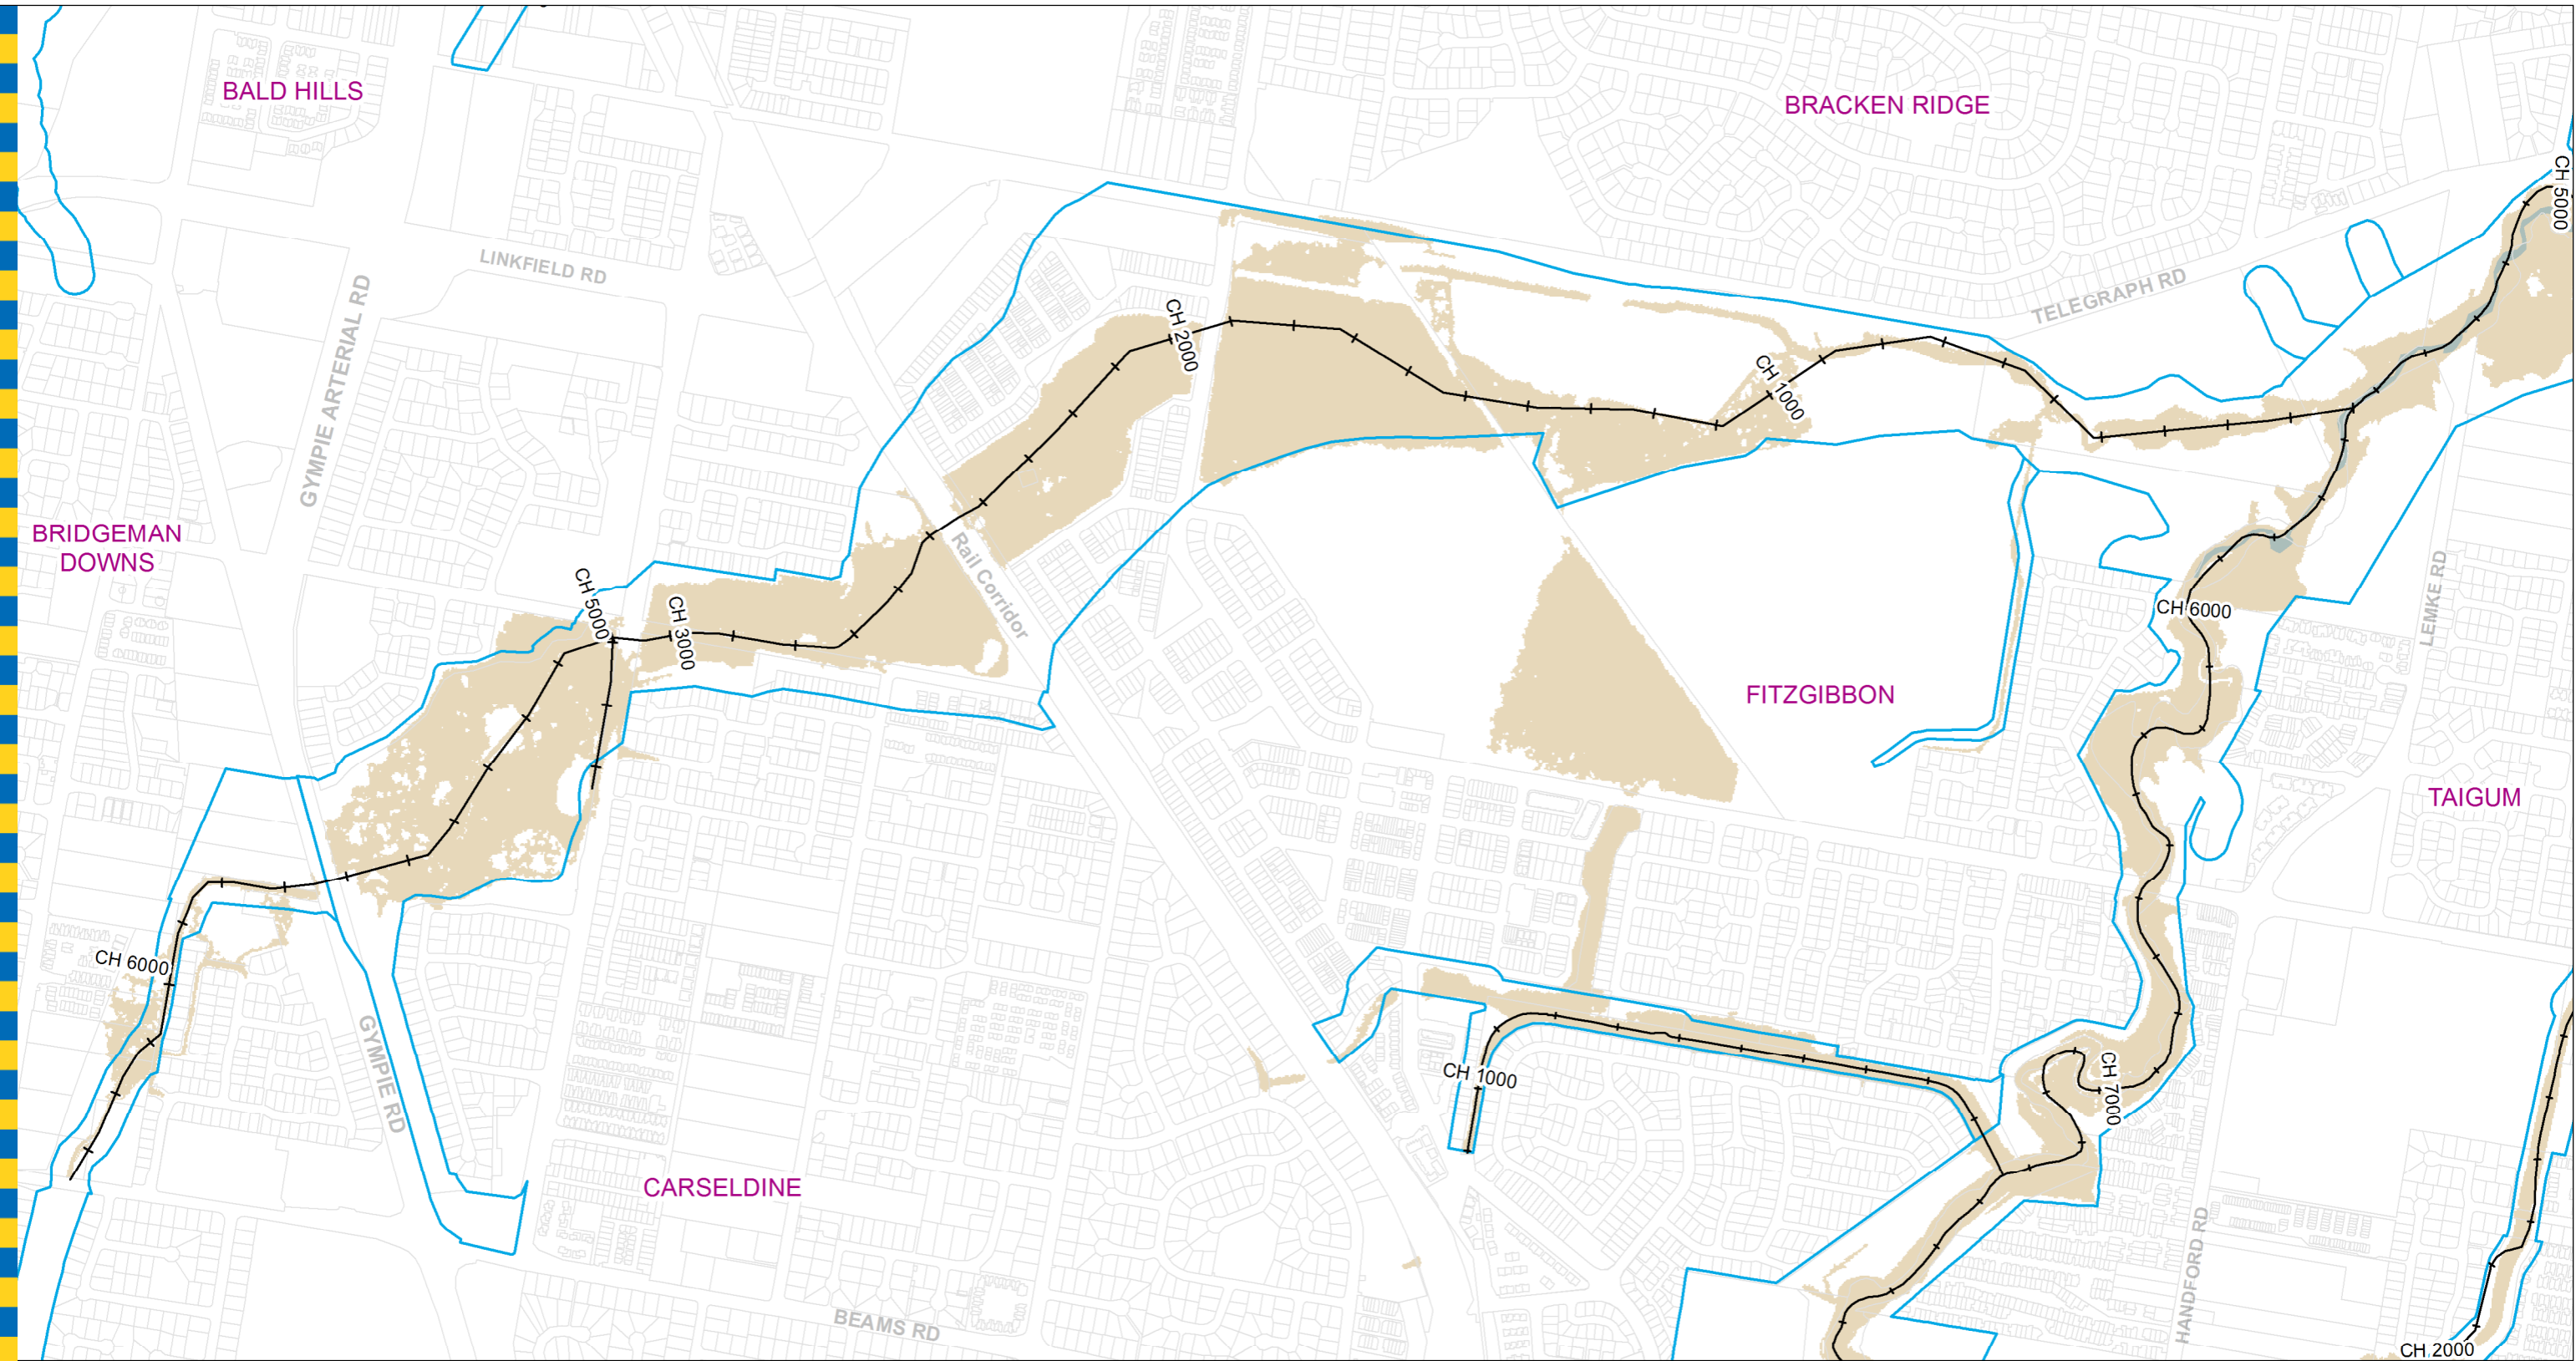 BALD HILLS
BRACKEN RIDGE
CH 5000
LINKFIELD RD
TELEGRAPH RD
GYMPIE ARTERIAL RD
CH 2000
CH 1000
BRIDGEMAN
DOWNS
Rail Corridor
CH 5000
CH 3000
CH 6000
LEMKE RD
FITZGIBBON
TAIGUM
CH 6000
GYMPIE RD
CH 1000
CH 7000
CARSELDINE
HANDFORD RD
BEAMS RD
CH 2000